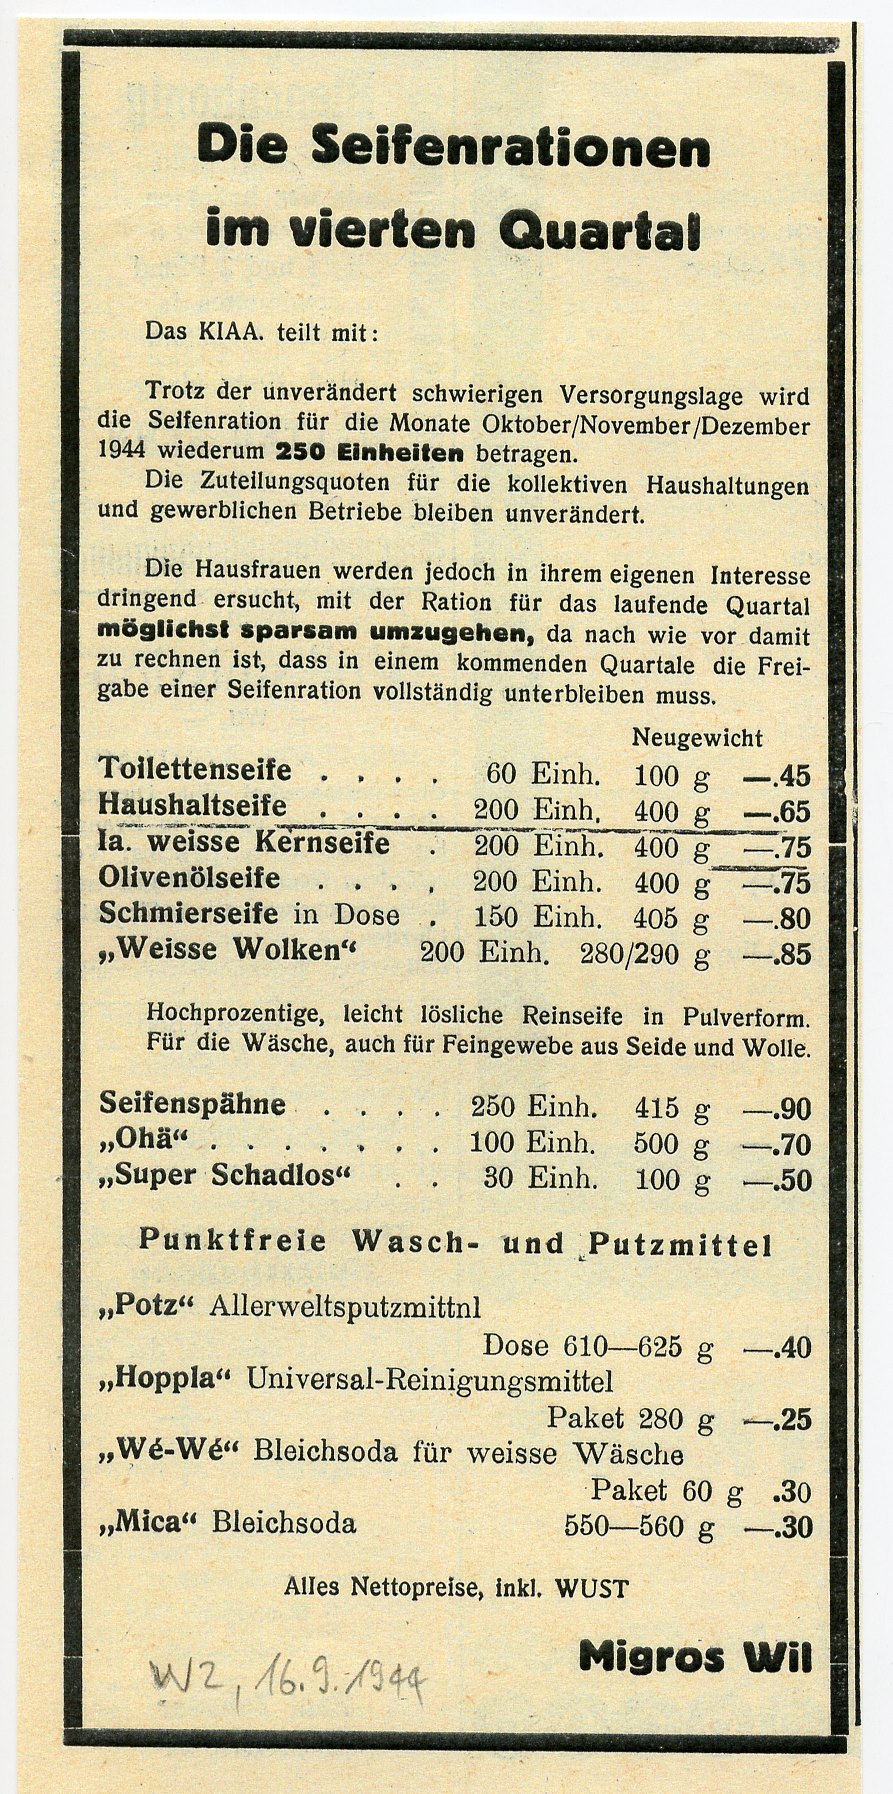 Die Seifenrationen
im vierten Quartal
Das KIAA. teilt mit:
Trotz der unverändert schwierigen Versorgungslage wird
die Seifenration für die Monate Oktober/November/Dezember
1944 wiederum 250 Einheiten betragen.
Die Zuteilungsquoten für die kollektiven Haushaltungen
und gewerblichen Betriebe bleiben unverändert.
Die Hausfrauen werden jedoch in ihrem eigenen Interesse
dringend ersucht, mit der Ration für das laufende Quartal
möglichst sparsam umzugehen, da nach wie vor damit
zu rechnen ist, dass in einem kommenden Quartale die Frei-
gabe einer Seifenration vollständig unterbleiben muss.
Neugewicht
Toilettenseife . . . . 60 Einh. 100 g —.45
Haushaltseife . . . . 200 Einh. 400 g —.65
Ia. weisse Kernseife . 200 Einh. 400 g —.75
Olivenölseife . . . . 200 Einh. 400 g —.75
Schmierseife in Dose . 150 Einh. 405 g —.80
„Weisse Wolken“ 200 Einh. 280/290 g —.85
Hochprozentige, leicht lösliche Reinseife in Pulverform.
Für die Wäsche, auch für Feingewebe aus Seide und Wolle.
Seifenspähne . . . . 250 Einh. 415 g —.90
„Ohä“ . . . . . . . 100 Einh. 500 g —.70
„Super Schadlos“ . . 30 Einh. 100 g —.50
Punktfreie Wasch- und Putzmittel
„Potz“ Allerweltsputzmittnl
Dose 610—625 g —.40
„Hoppla“ Universal-Reinigungsmittel
Paket 280 g —.25
„Wé-Wé“ Bleichsoda für weisse Wäsche
Paket 60 g .30
„Mica“ Bleichsoda 550—560 g —.30
Alles Nettopreise, inkl. WUST
Migros Wil
WZ, 16.9.1944